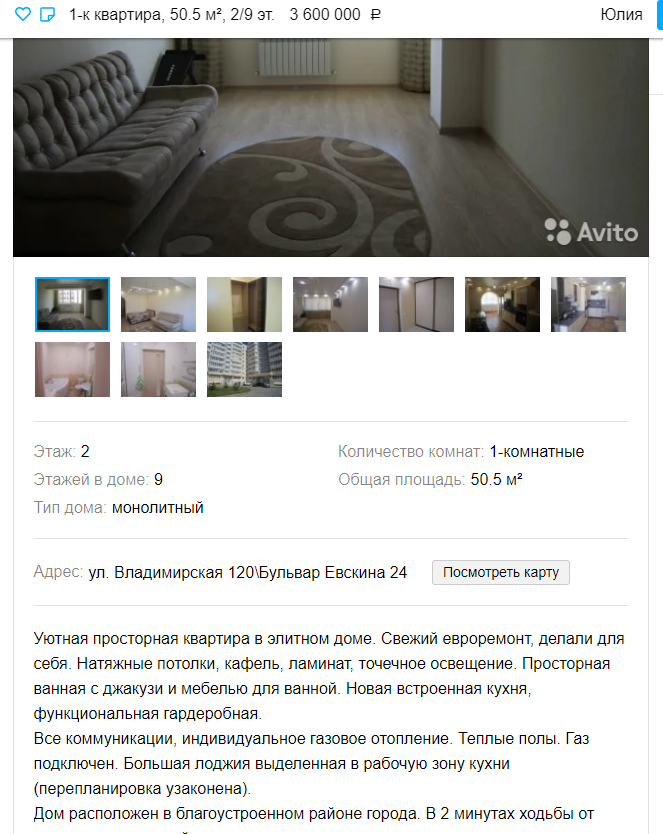 1-к квартира, 50.5 м², 2/9 эт. 3 600 000 ₽ Юлия
Avito
Этаж: 2 Количество комнат: 1-комнатные
Этажей в доме: 9 Общая площадь: 50.5 м²
Тип дома: монолитный
Адрес: ул. Владимирская 120\Бульвар Евскина 24 Посмотреть карту
Уютная просторная квартира в элитном доме. Свежий евроремонт, делали для
себя. Натяжные потолки, кафель, ламинат, точечное освещение. Просторная
ванная с джакузи и мебелью для ванной. Новая встроенная кухня,
функциональная гардеробная.
Все коммуникации, индивидуальное газовое отопление. Теплые полы. Газ
подключен. Большая лоджия выделенная в рабочую зону кухни
(перепланировка узаконена).
Дом расположен в благоустроенном районе города. В 2 минутах ходьбы от